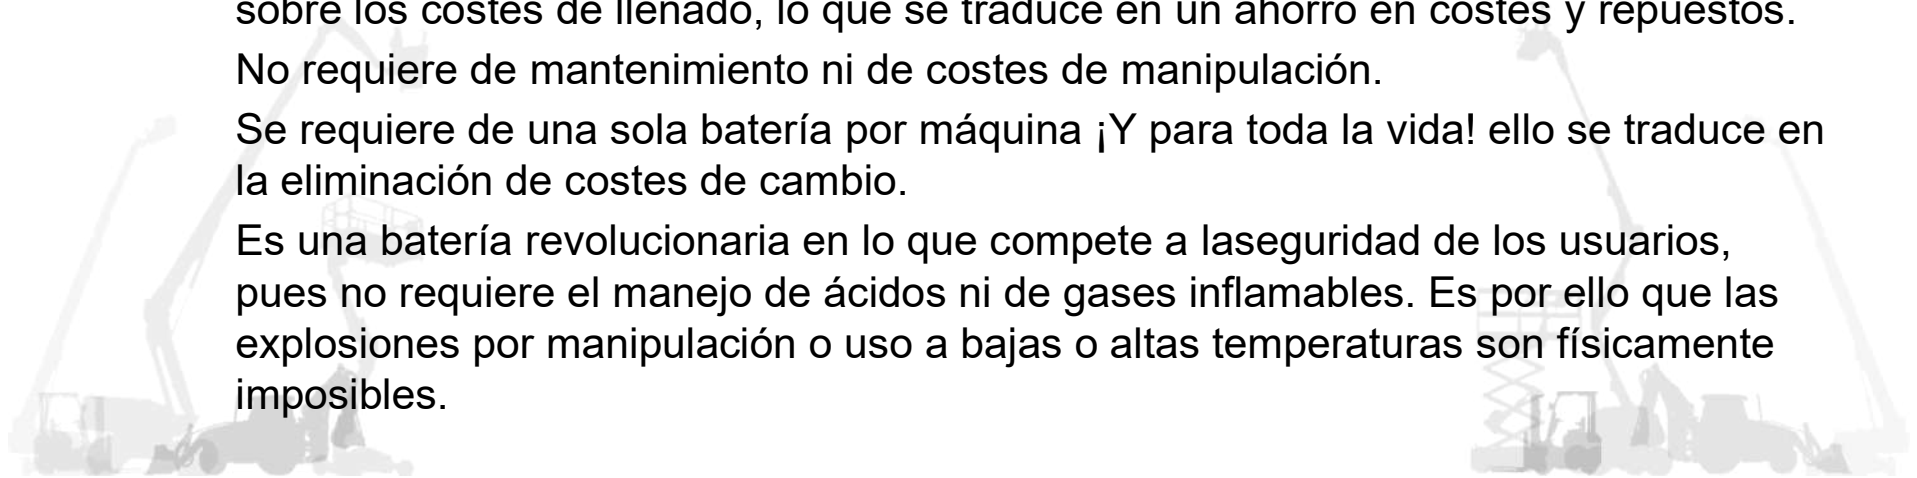 sobre los costes de llenado, lo que se traduce en un ahorro en costes y repuestos.
No requiere de mantenimiento ni de costes de manipulación.
Se requiere de una sola batería por máquina ¡Y para toda la vida! ello se traduce en
la eliminación de costes de cambio.
Es una batería revolucionaria en lo que compete a laseguridad de los usuarios,
pues no requiere el manejo de ácidos ni de gases inflamables. Es por ello que las
explosiones por manipulación o uso a bajas o altas temperaturas son físicamente
imposibles.